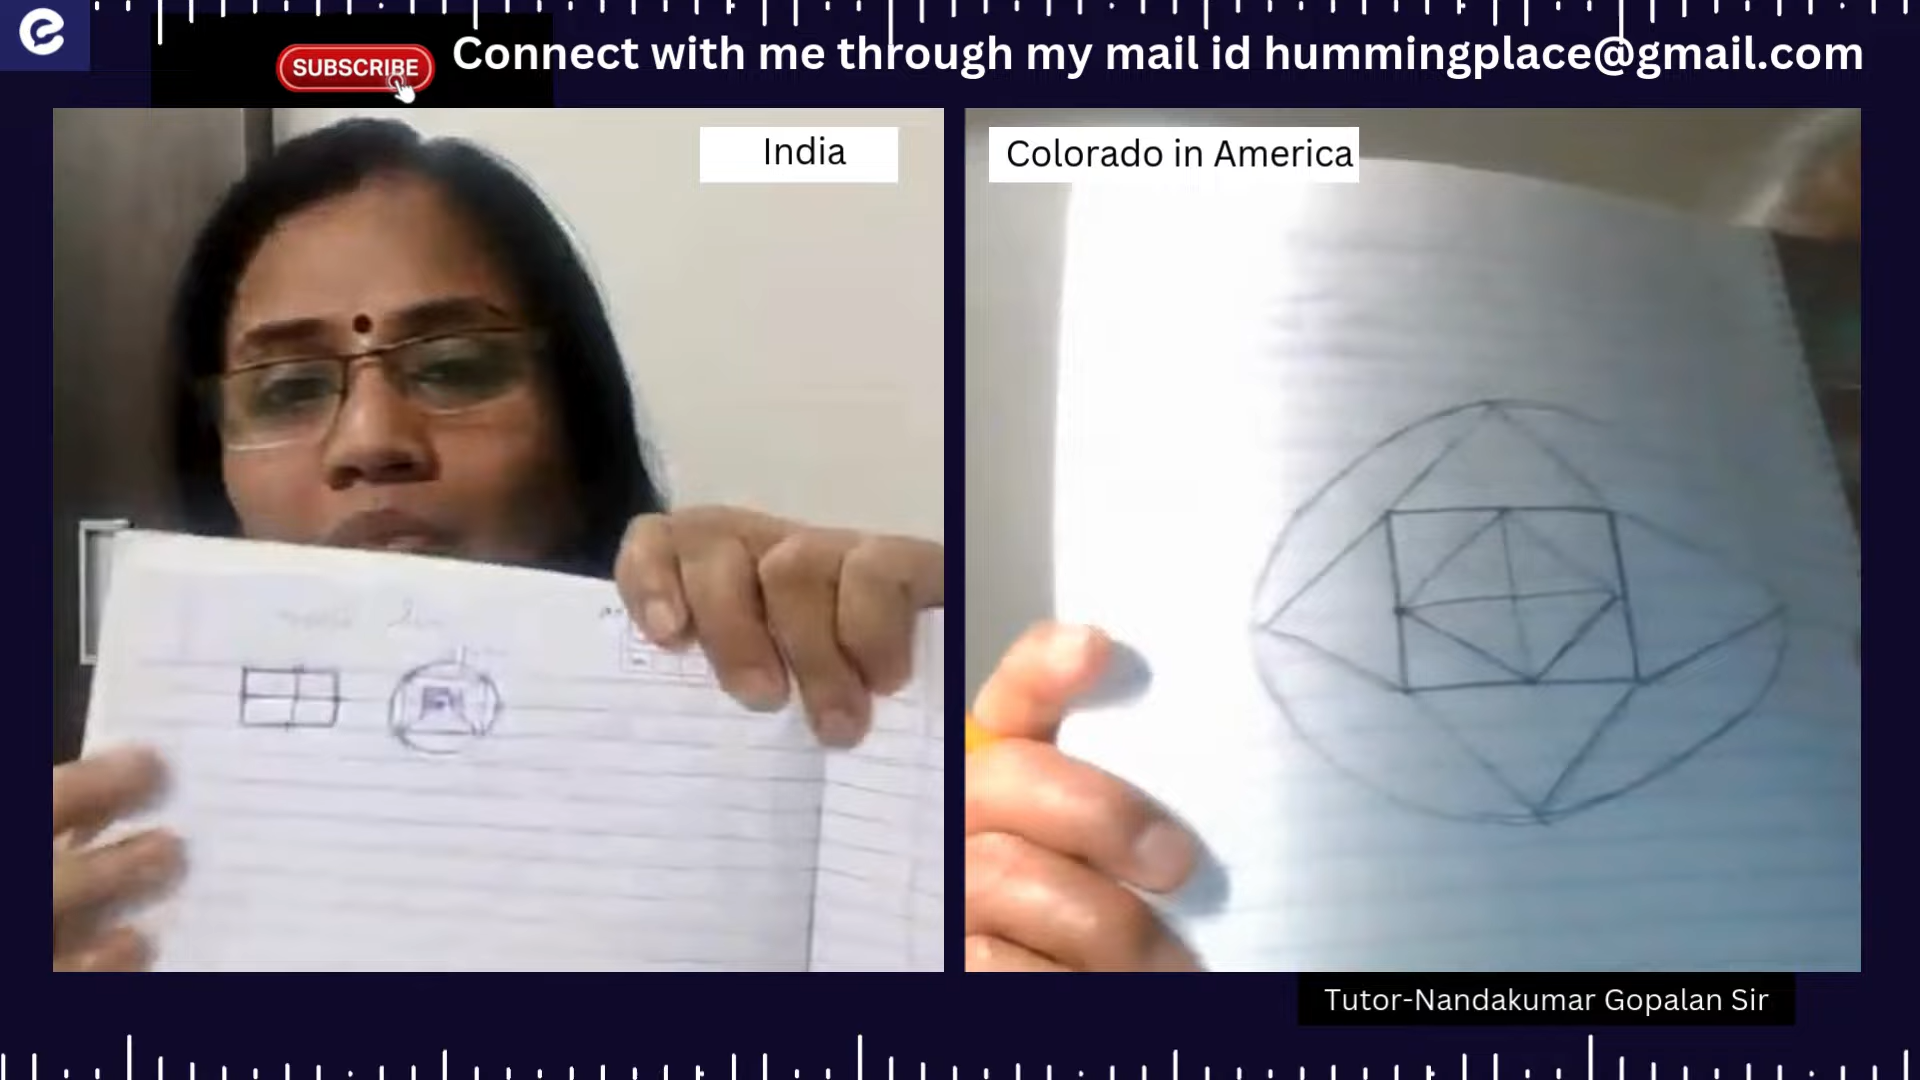 SUBSCRIBE
Connect with me through my mail id hummingplace@gmail.com
India
Colorado in America
Tutor-Nandakumar Gopalan Sir